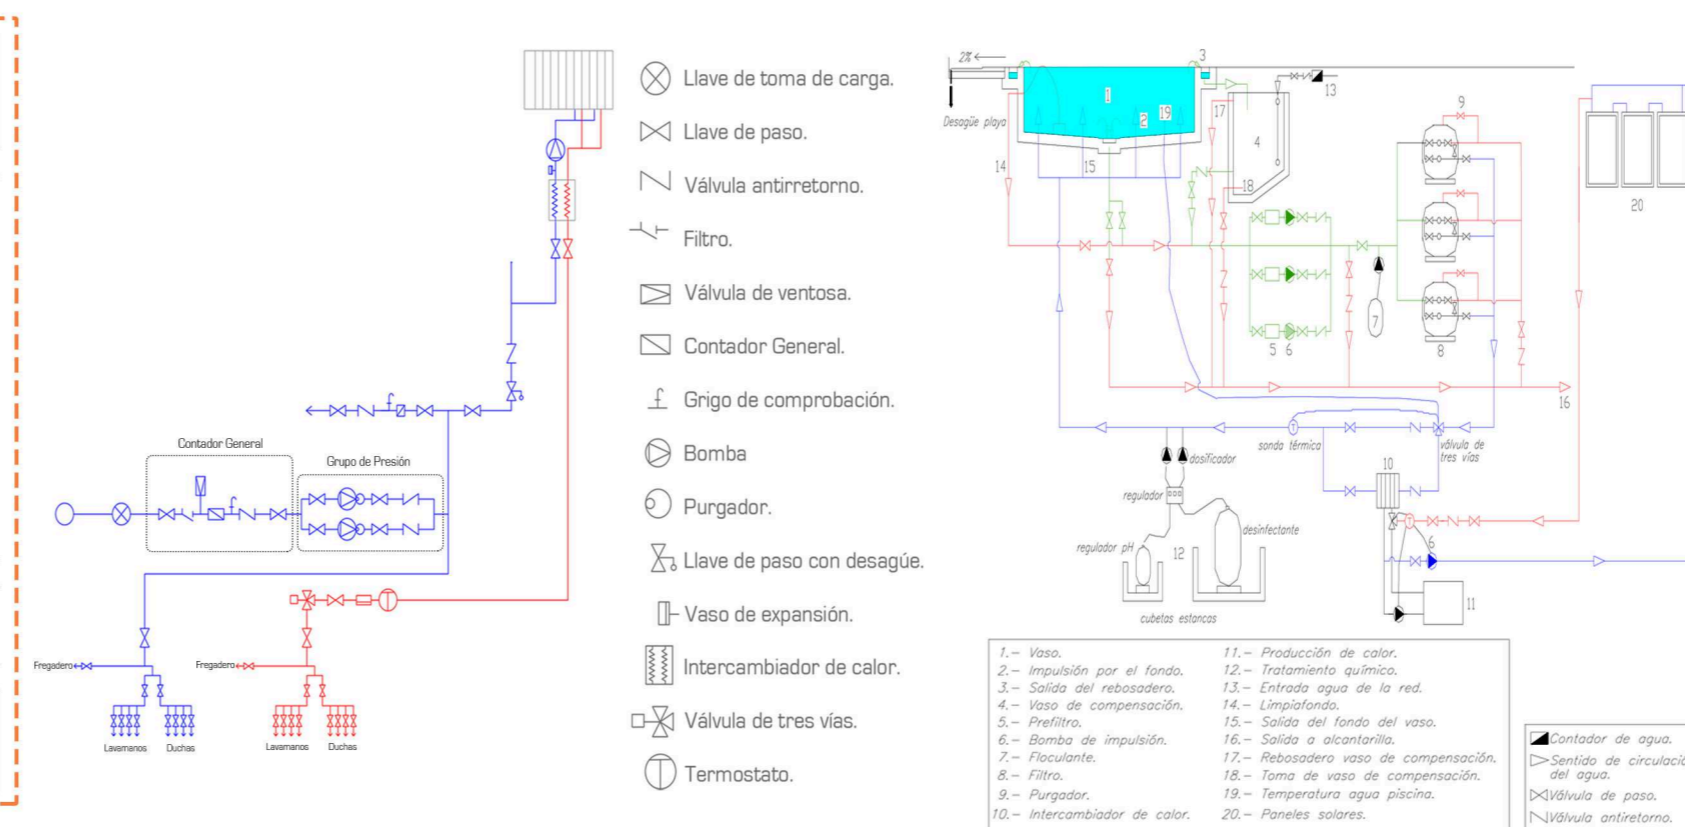 Contador General
Grupo de Presión
Fregadero
Fregadero
Lavamanos
Duchas
Lavamanos
Duchas
Llave de toma de carga.
Llave de paso.
Válvula antirretorno.
Filtro.
Válvula de ventosa.
Contador General.
Grigo de comprobación.
Bomba
Purgador.
Llave de paso con desagúe.
Vaso de expansión.
Intercambiador de calor.
Válvula de tres vías.
Termostato.
2%
3
13
Desagüe playa
1
2
19
17
4
9
14
15
18
20
7
5 6
8
16
sonda térmica
válvula de
tres vías
dosificador
10
regulador
desinfectante
regulador pH
12
6
11
cubetas estancas
T
T
1.- Vaso.
2.- Impulsión por el fondo.
3.- Salida del rebosadero.
4.- Vaso de compensación.
5.- Prefiltro.
6.- Bomba de impulsión.
7.- Floculante.
8.- Filtro.
9.- Purgador.
10.- Intercambiador de calor.
11.- Producción de calor.
12.- Tratamiento químico.
13.- Entrada agua de la red.
14.- Limpiafondo.
15.- Salida del fondo del vaso.
16.- Salida a alcantarilla.
17.- Rebosadero vaso de compensación.
18.- Toma de vaso de compensación.
19.- Temperatura agua piscina.
20.- Paneles solares.
Contador de agua.
Sentido de circulació
del agua.
Válvula de paso.
Válvula antiretorno.